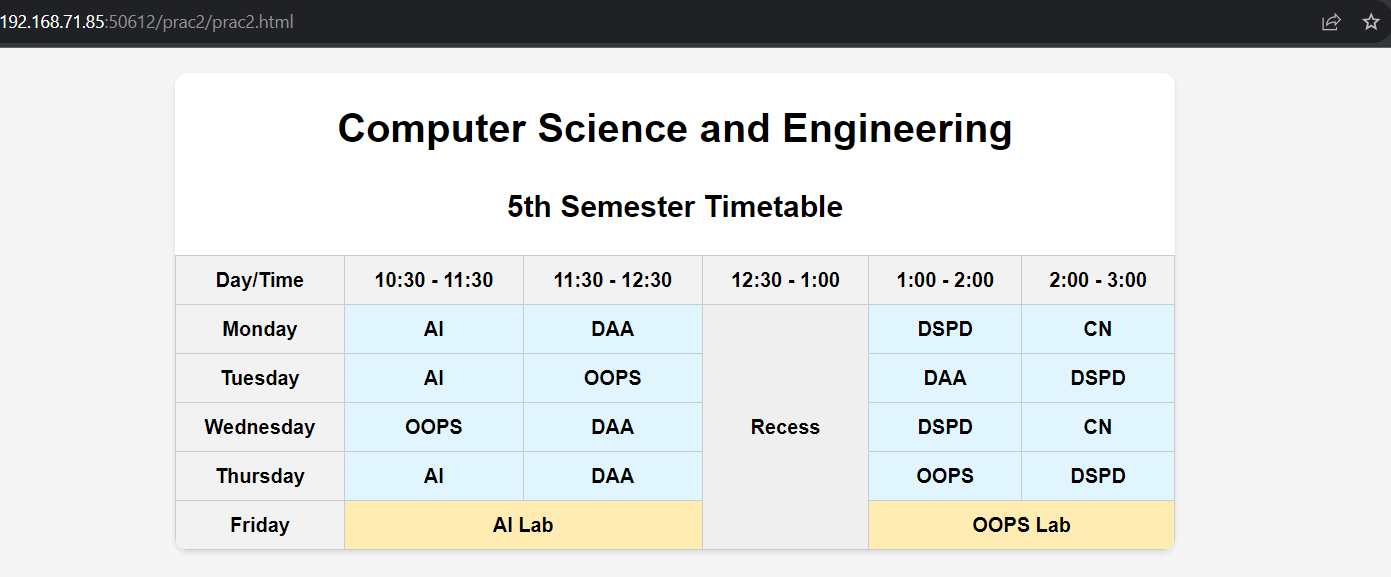 192.168.71.85:50612/prac2/prac2.html
Computer Science and Engineering
5th Semester Timetable
Day/Time 10:30 - 11:30 11:30 - 12:30 12:30 - 1:00 1:00 - 2:00 2:00 - 3:00
Monday AI DAA DSPD CN
Tuesday AI OOPS DAA DSPD
Wednesday OOPS DAA Recess DSPD CN
Thursday AI DAA OOPS DSPD
Friday AI Lab OOPS Lab